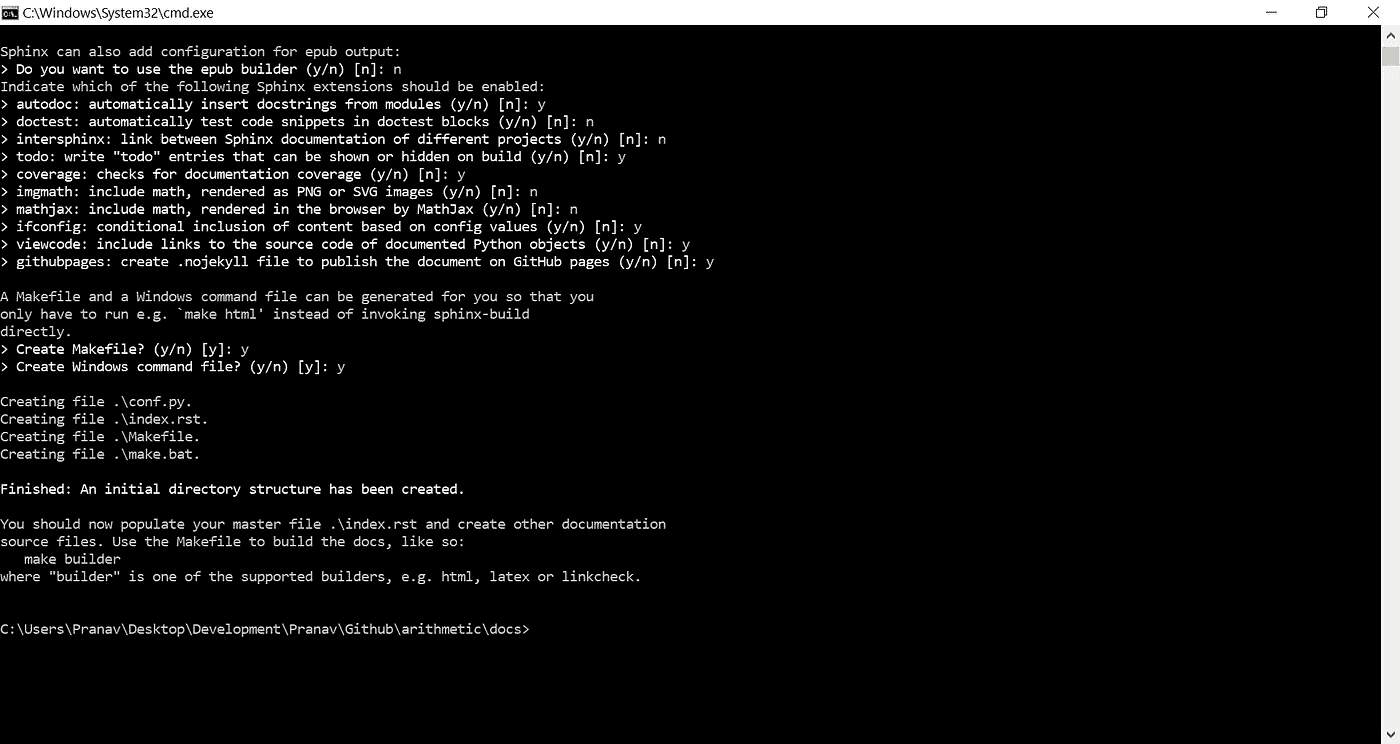 C:\Windows\System32\cmd.exe
Sphinx can also add configuration for epub output:
> Do you want to use the epub builder (y/n) [n]: n
Indicate which of the following Sphinx extensions should be enabled:
> autodoc: automatically insert docstrings from modules (y/n) [n]: y
> doctest: automatically test code snippets in doctest blocks (y/n) [n]: n
> intersphinx: link between Sphinx documentation of different projects (y/n) [n]: n
> todo: write "todo" entries that can be shown or hidden on build (y/n) [n]: y
> coverage: checks for documentation coverage (y/n) [n]: y
> imgmath: include math, rendered as PNG or SVG images (y/n) [n]: n
> mathjax: include math, rendered in the browser by MathJax (y/n) [n]: n
> ifconfig: conditional inclusion of content based on config values (y/n) [n]: y
> viewcode: include links to the source code of documented Python objects (y/n) [n]: y
> githubpages: create .nojekyll file to publish the document on GitHub pages (y/n) [n]: y
A Makefile and a Windows command file can be generated for you so that you
only have to run e.g. `make html' instead of invoking sphinx-build
directly.
> Create Makefile? (y/n) [y]: y
> Create Windows command file? (y/n) [y]: y
Creating file .\conf.py.
Creating file .\index.rst.
Creating file .\Makefile.
Creating file .\make.bat.
Finished: An initial directory structure has been created.
You should now populate your master file .\index.rst and create other documentation
source files. Use the Makefile to build the docs, like so:
   make builder
where "builder" is one of the supported builders, e.g. html, latex or linkcheck.
C:\Users\Pranav\Desktop\Development\Pranav\Github\arithmetic\docs>